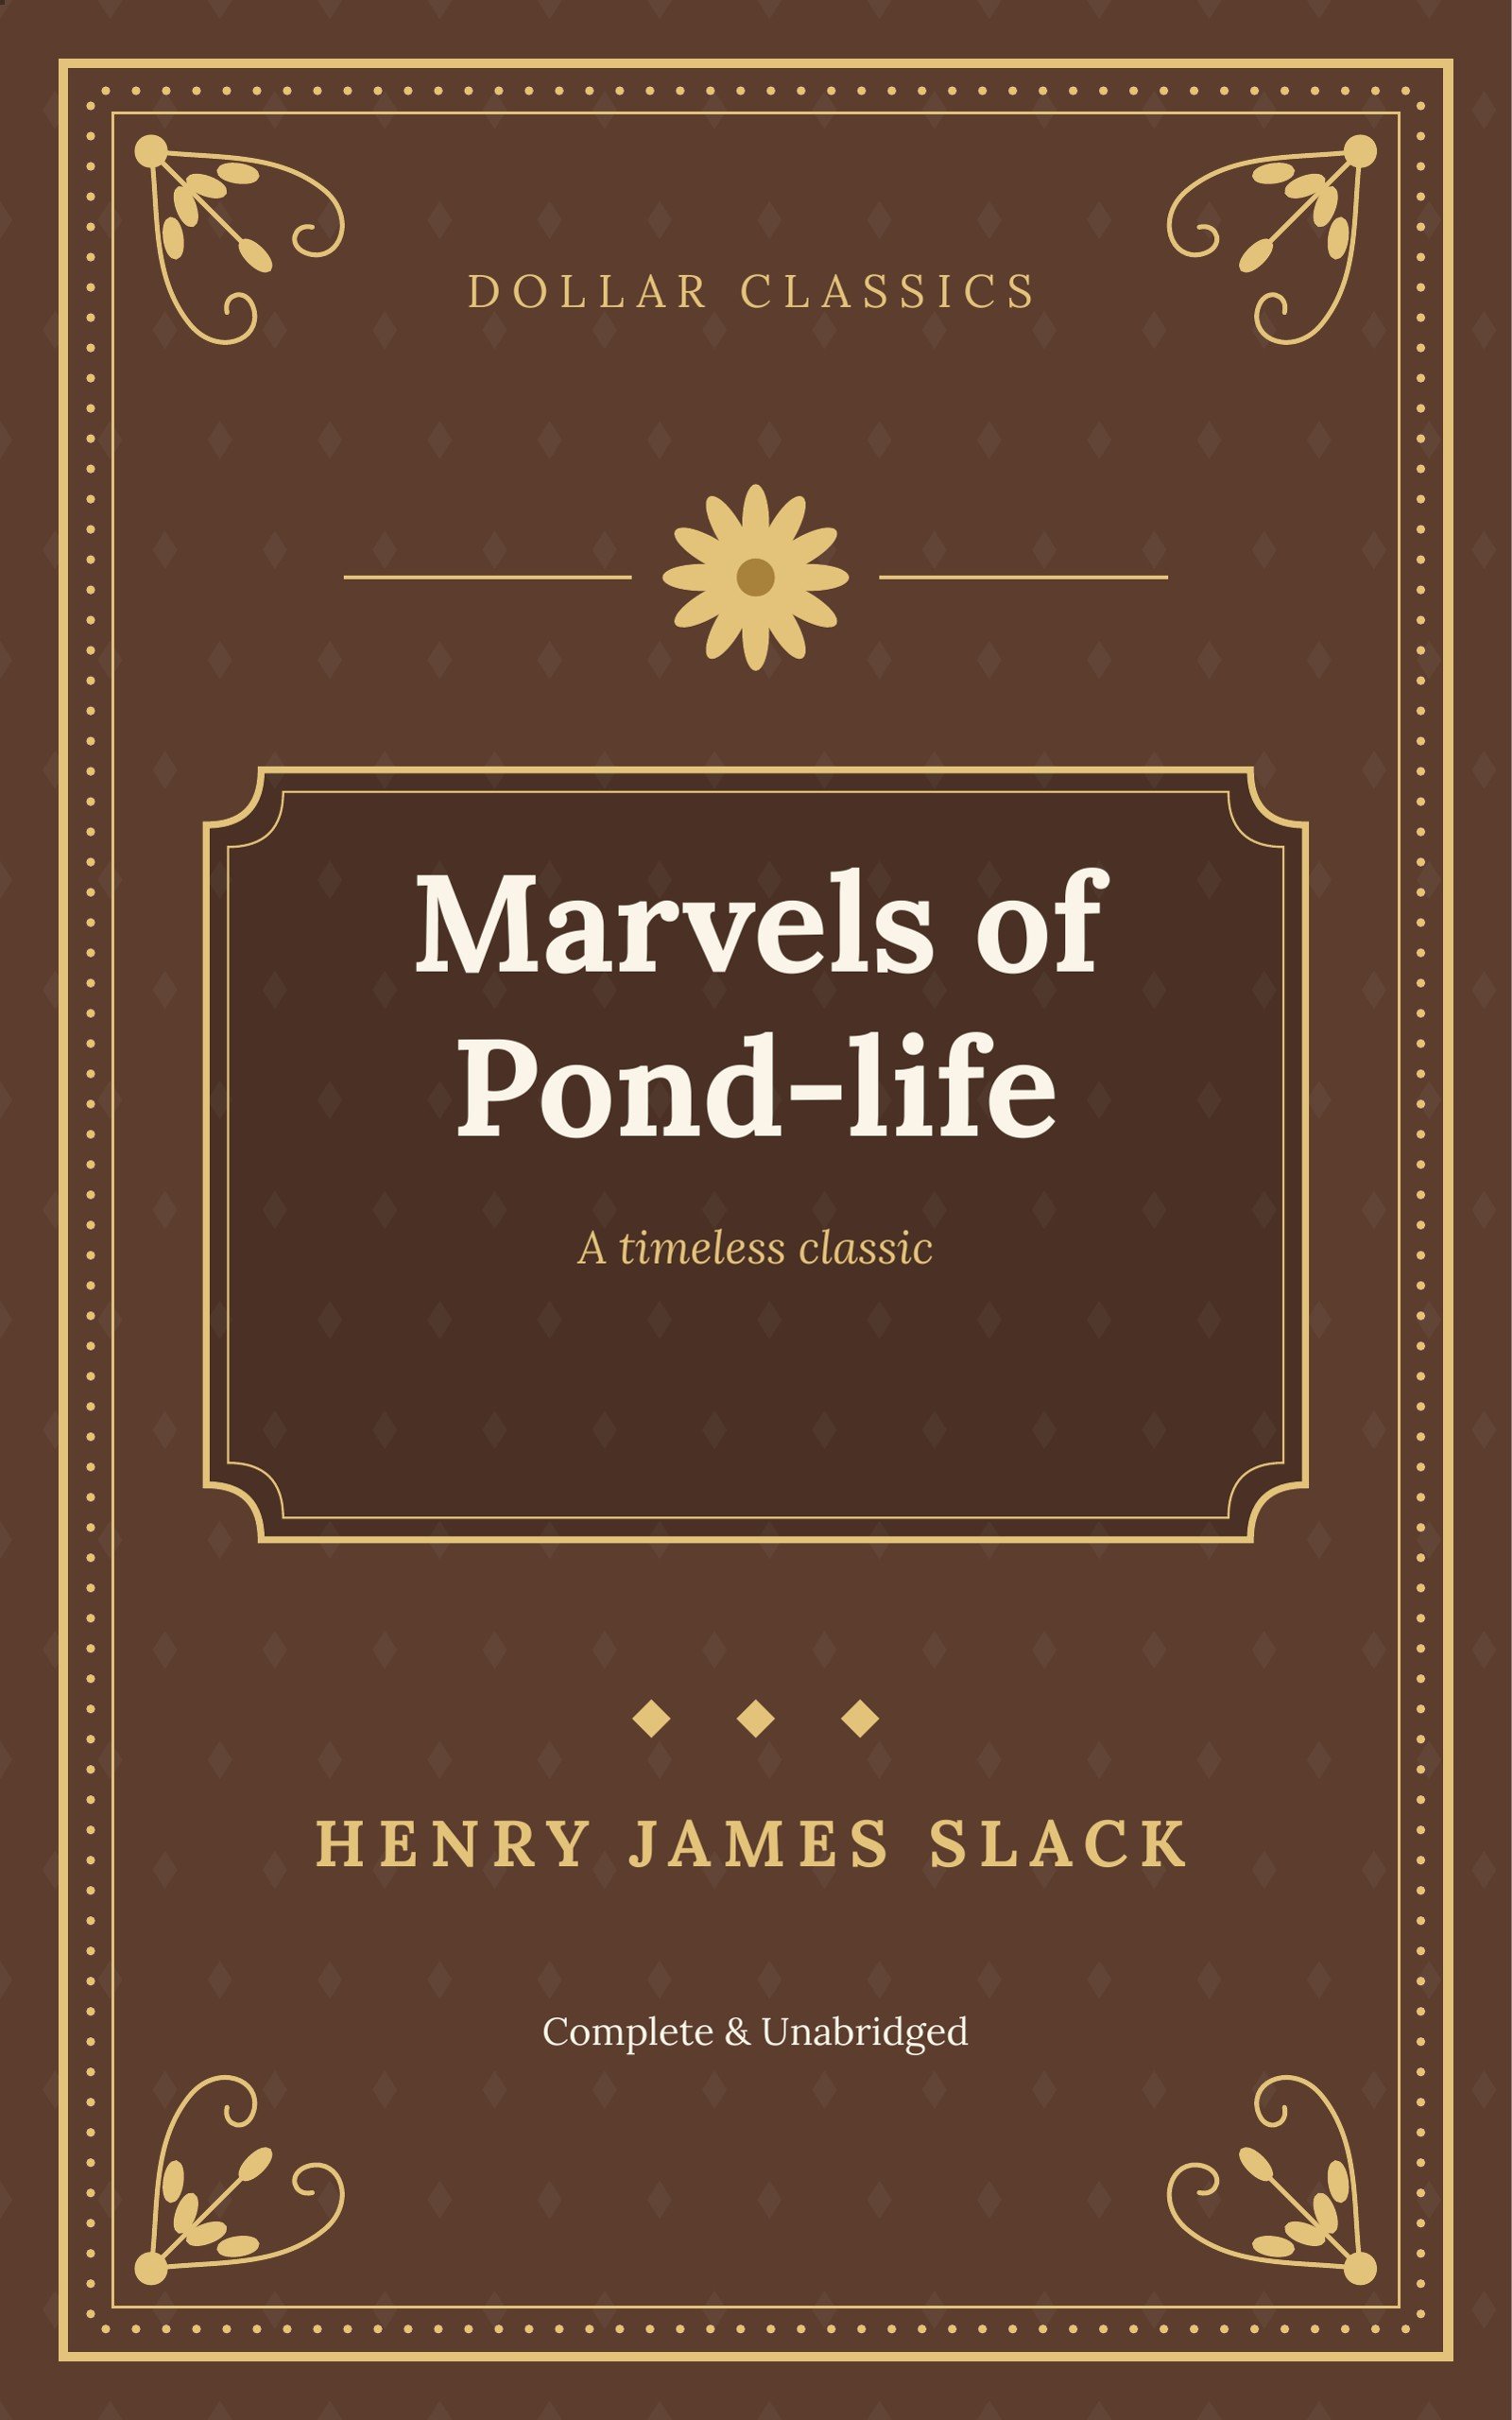 DOLLAR CLASSICS
Marvels of
Pond-life
A timeless classic
HENRY JAMES SLACK
Complete & Unabridged